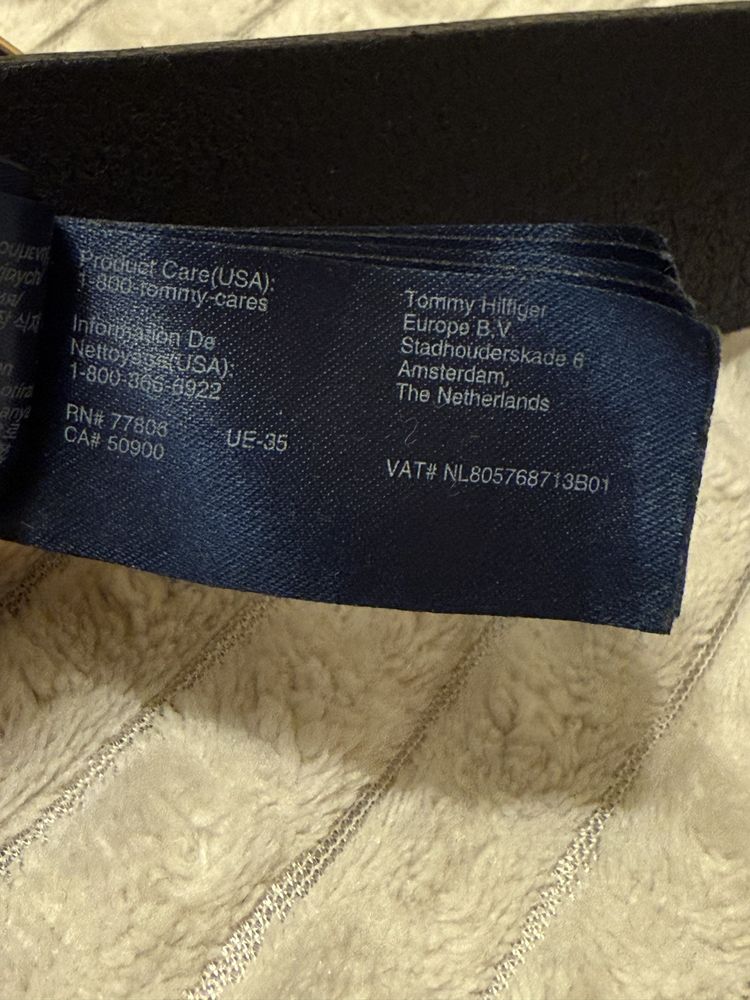 Product Care(USA):
1-800-tommy-cares
Information De
Nettoyage(USA):
1-800-866-6922
RN# 77806
CA# 50900
UE-35
Tommy Hilfiger
Europe B.V
Stadhouderskade 6
Amsterdam,
The Netherlands
VAT# NL805768713B01